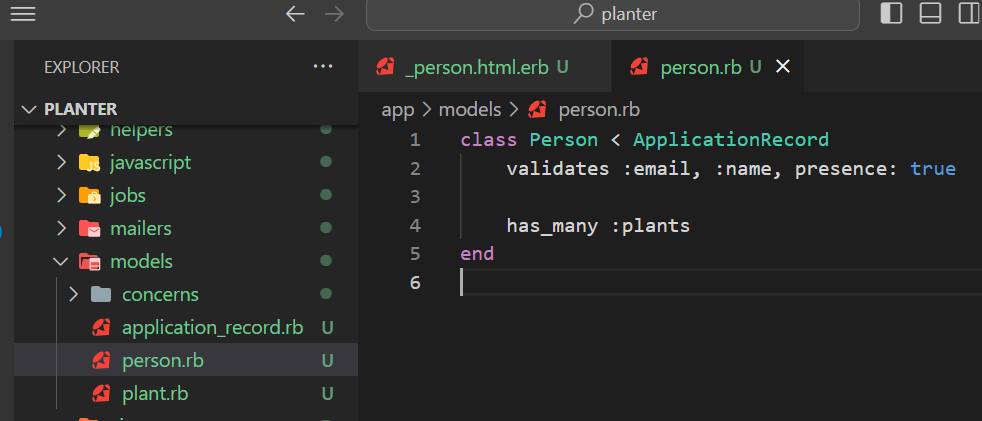 planter
EXPLORER ...
PLANTER
helpers
javascript
jobs
mailers
models
concerns
application_record.rb U
person.rb U
plant.rb U
_person.html.erb U
person.rb U
app > models > person.rb
1 class Person < ApplicationRecord
2 validates :email, :name, presence: true
3
4 has_many :plants
5 end
6